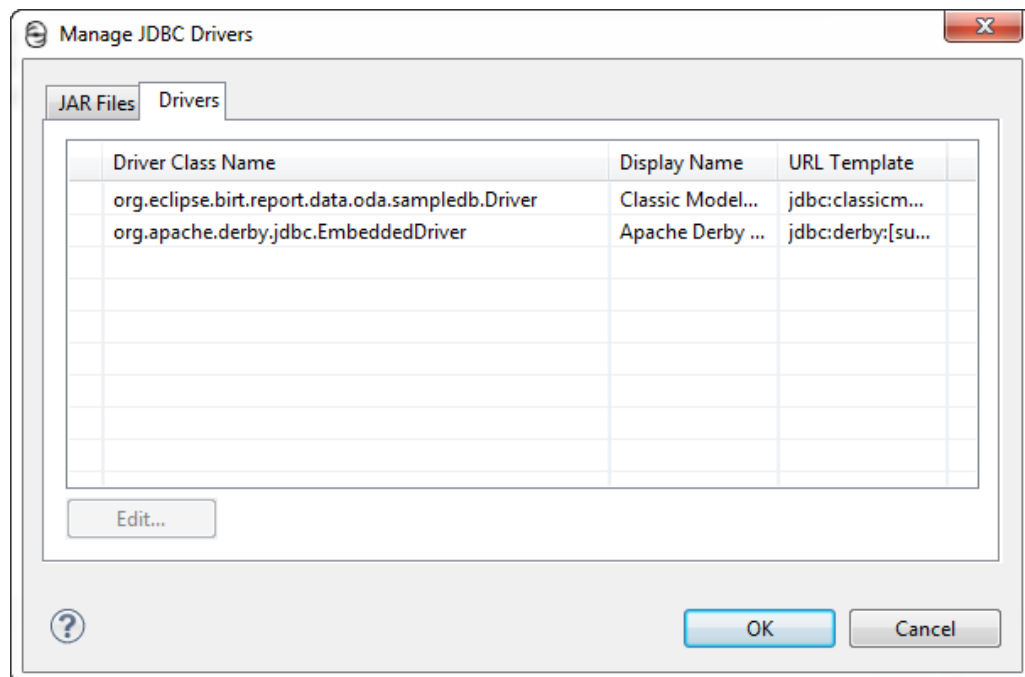 Manage JDBC Drivers
JAR Files Drivers
Driver Class Name Display Name URL Template
org.eclipse.birt.report.data.oda.sampledb.Driver Classic Model... jdbc:classicm...
org.apache.derby.jdbc.EmbeddedDriver Apache Derby ... jdbc:derby:[su...
Edit...
? OK Cancel